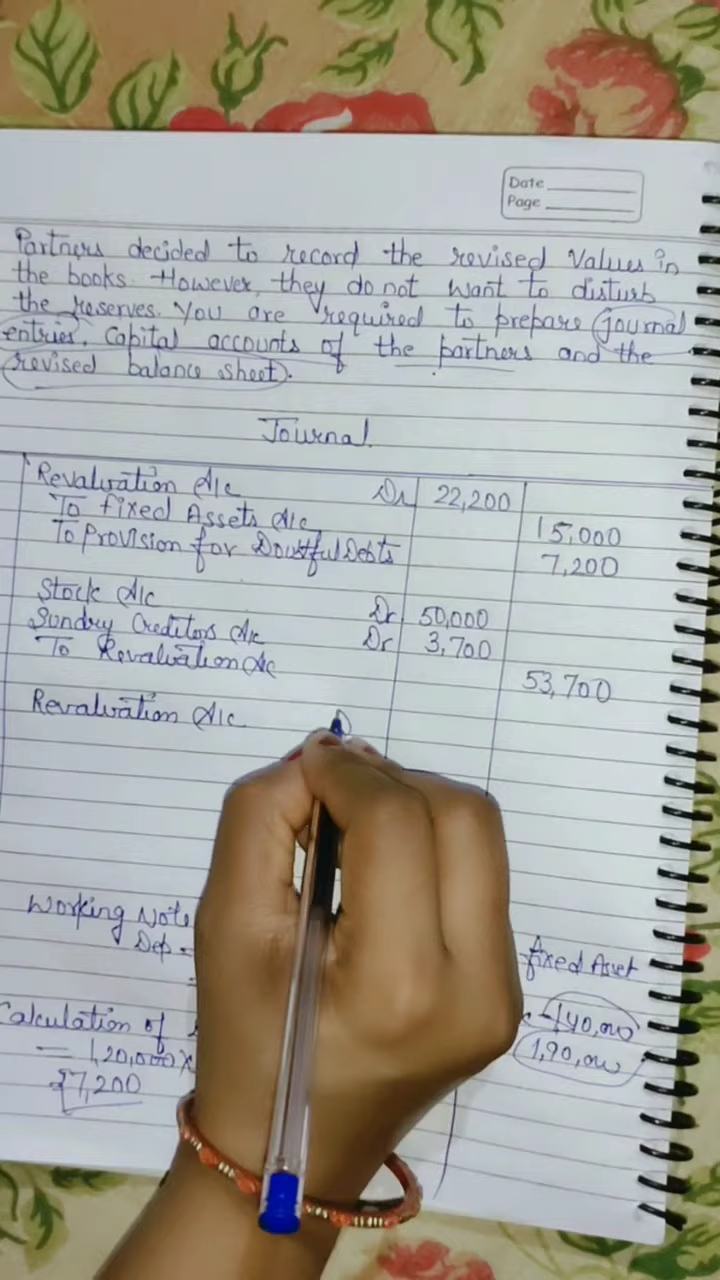 Date
Page
Partners decided to record the revised values in
the books. However, they do not want to disturb
the reserves. You are required to prepare journal
entries, capital accounts of the partners and the
revised balance sheet.
Journal
Revaluation A/c Dr 22,200
To fixed Assets A/c 15,000
To Provision for Doubtful Debts 7,200
Stock A/c Dr 50,000
Sundry Creditors A/c Dr 3,700
To Revaluation A/c 53,700
Revaluation A/c
Working Note
Dep =
fixed Asset
Calculation of
= 1,20,000 x
₹7,200
1,90,000